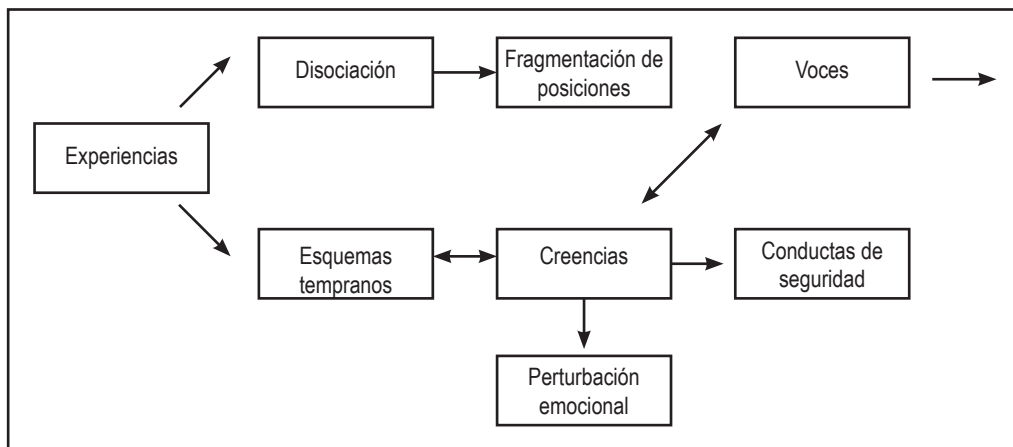 Disociación
Fragmentación de
posiciones
Voces
Experiencias
Esquemas
tempranos
Creencias
Conductas de
seguridad
Perturbación
emocional